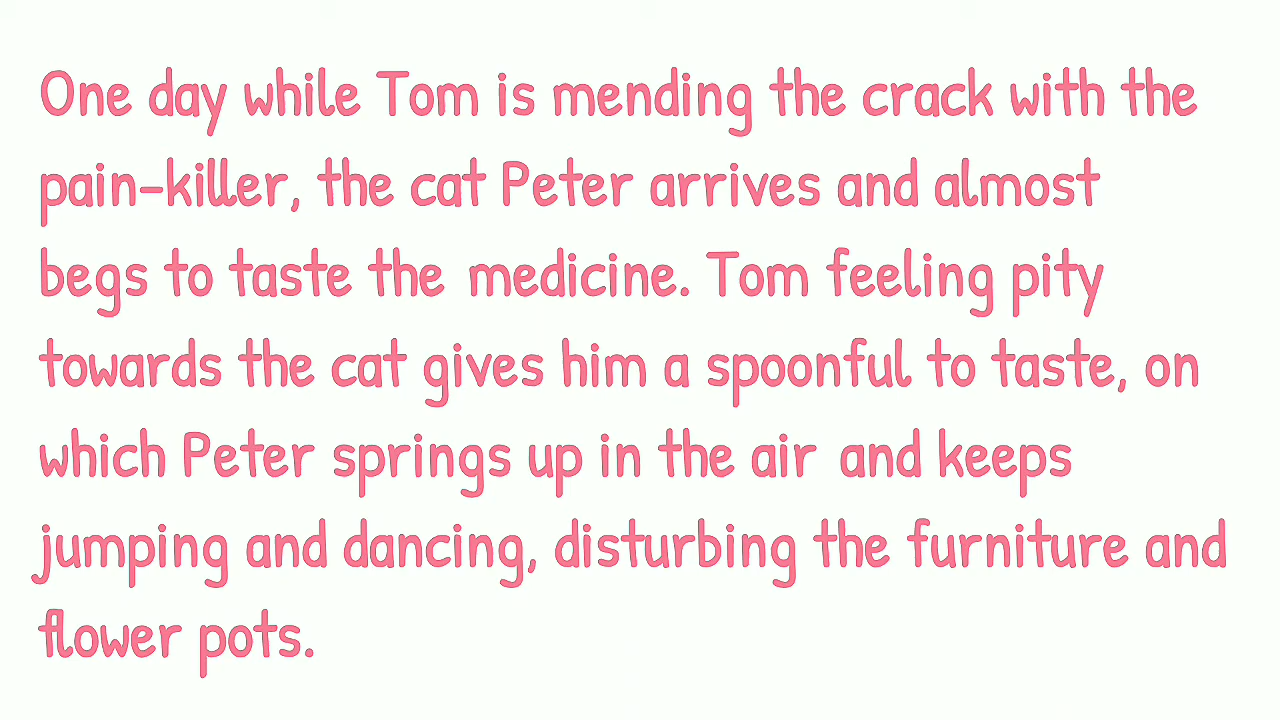 One day while Tom is mending the crack with the
pain-killer, the cat Peter arrives and almost
begs to taste the medicine. Tom feeling pity
towards the cat gives him a spoonful to taste, on
which Peter springs up in the air and keeps
jumping and dancing, disturbing the furniture and
flower pots.